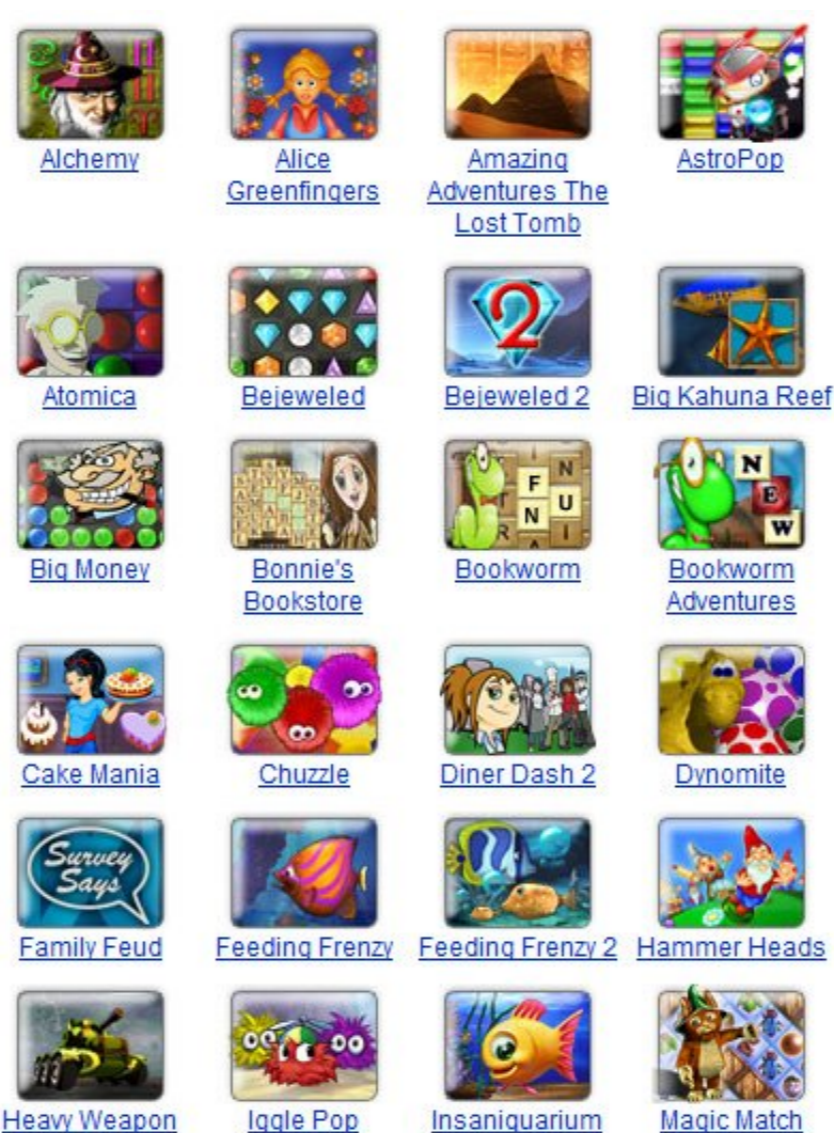 Alchemy
Alice
Greenfingers
Amazing
Adventures The
Lost Tomb
AstroPop
Atomica
Bejeweled
2
Bejeweled 2
Big Kahuna Reef
Big Money
Bonnie's
Bookstore
F
N
U
N
I
Bookworm
N
E
W
Bookworm
Adventures
Cake Mania
Chuzzle
Diner Dash 2
Dynomite
Survey
Says
Family Feud
Feeding Frenzy
Feeding Frenzy 2
Hammer Heads
Heavy Weapon
Iggle Pop
Insaniquarium
Magic Match